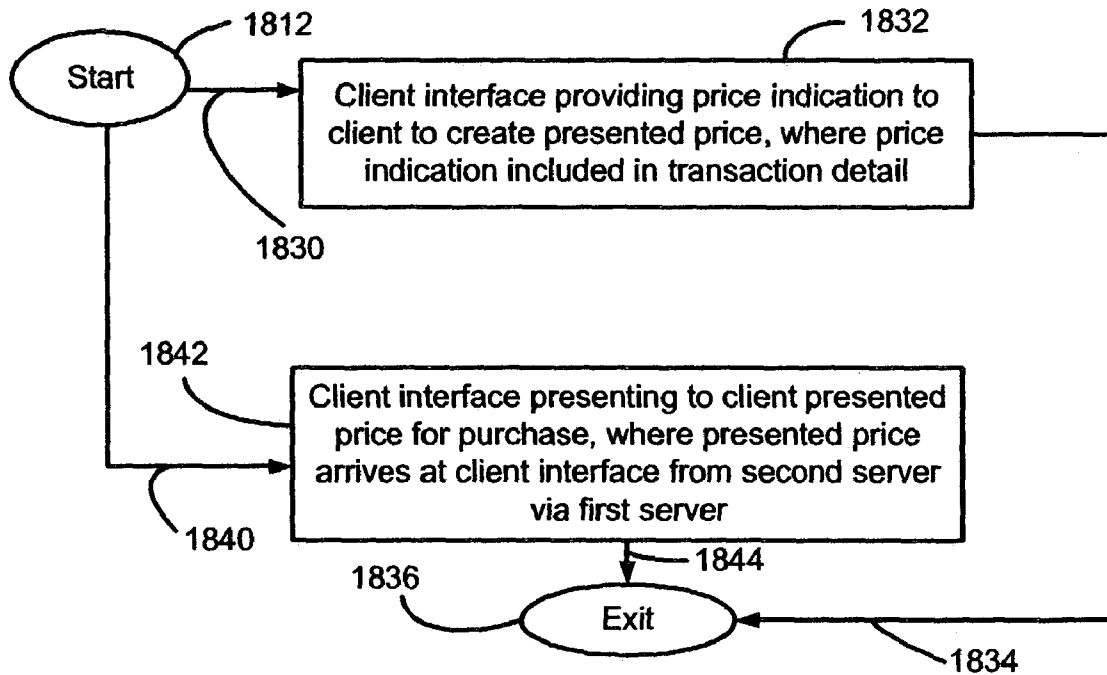 1812
1832
Start
Client interface providing price indication to
client to create presented price, where price
indication included in transaction detail
1830
1842
Client interface presenting to client presented
price for purchase, where presented price
arrives at client interface from second server
via first server
1840
1844
1836
Exit
1834